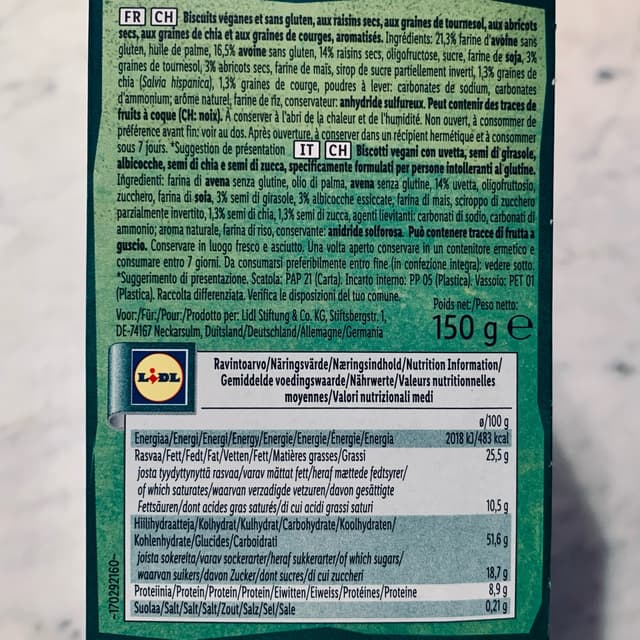 FR CH Biscuits véganes et sans gluten, aux raisins secs, aux graines de tournesol, aux abricots
secs, aux graines de chia et aux graines de courges, aromatisés. Ingrédients: 21,3% farine d'avoine sans
gluten, huile de palme, 16,5% avoine sans gluten, 14% raisins secs, oligofructose, sucre, farine de soja, 3%
graines de tournesol, 3% abricots secs, farine de maïs, sirop de sucre partiellement inverti, 1,3% graines de
chia (Salvia hispanica), 1,3% graines de courge, poudres à lever: carbonates de sodium, carbonates
d'ammonium; arôme naturel, farine de riz, conservateur: anhydride sulfureux. Peut contenir des traces de
fruits à coque (CH: noix). À conserver à l'abri de la chaleur et de l'humidité. Non ouvert, à consommer de
préférence avant fin: voir au dos. Après ouverture, à conserver dans un récipient hermétique et à consommer
sous 7 jours. *Suggestion de présentation. IT CH Biscotti vegani con uvetta, semi di girasole,
albicocche, semi di chia e semi di zucca, specificamente formulati per persone intolleranti al glutine.
Ingredienti: farina di avena senza glutine, olio di palma, avena senza glutine, 14% uvetta, oligofruttosio,
zucchero, farina di soia, 3% semi di girasole, 3% albicocche essiccate, farina di mais, sciroppo di zucchero
parzialmente invertito, 1,3% semi di chia, 1,3% semi di zucca, agenti lievitanti: carbonati di sodio, carbonati di
ammonio; aroma naturale, farina di riso, conservante: anidride solforosa. Può contenere tracce di frutta a
guscio. Conservare in luogo fresco e asciutto. Una volta aperto conservare in un contenitore ermetico e
consumare entro 7 giorni. Da consumarsi preferibilmente entro fine (in confezione integra): vedere sotto.
*Suggerimento di presentazione. Scatola: PAP 21 (Carta). Incarto interno: PP 05 (Plastica). Vassoio: PET 01
(Plastica). Raccolta differenziata. Verifica le disposizioni del tuo comune.
Voor:/Für:/Pour:/Prodotto per: Lidl Stiftung & Co. KG, Stiftsbergstr. 1,
DE-74167 Neckarsulm, Duitsland/Deutschland/Allemagne/Germania
Poids net:/Peso netto:
150 g ℮
LIDL
Ravintoarvo/Näringsvärde/Næringsindhold/Nutrition Information/
Gemiddelde voedingswaarde/Nährwerte/Valeurs nutritionnelles
moyennes/Valori nutrizionali medi
ø/100 g
Energiaa/Energi/Energi/Energy/Energie/Energie/Énergie/Energia 2018 kJ/483 kcal
Rasvaa/Fett/Fedt/Fat/Vetten/Fett/Matières grasses/Grassi 25,5 g
josta tyydyttynyttä rasvaa/varav mättat fett/heraf mættede fedtsyrer/
of which saturates/waarvan verzadigde vetzuren/davon gesättigte
Fettsäuren/dont acides gras saturés/di cui acidi grassi saturi 10,5 g
Hiilihydraatteja/Kolhydrat/Kulhydrat/Carbohydrate/Koolhydraten/
Kohlenhydrate/Glucides/Carboidrati 51,6 g
joista sokereita/varav sockerarter/heraf sukkerarter/of which sugars/
waarvan suikers/davon Zucker/dont sucres/di cui zuccheri 18,7 g
Proteiinia/Protein/Protein/Protein/Eiwitten/Eiweiss/Protéines/Proteine 8,9 g
Suolaa/Salt/Salt/Salt/Zout/Salz/Sel/Sale 0,21 g
-170292160-